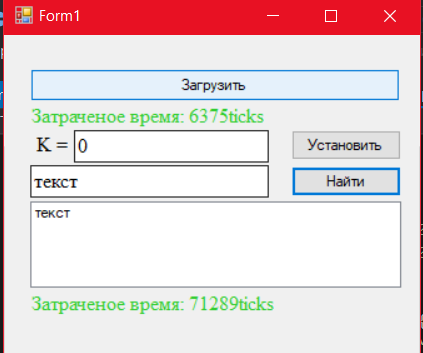 Form1
Загрузить
Затраченое время: 6375ticks
K = 0 Установить
текст Найти
текст
Затраченое время: 71289ticks